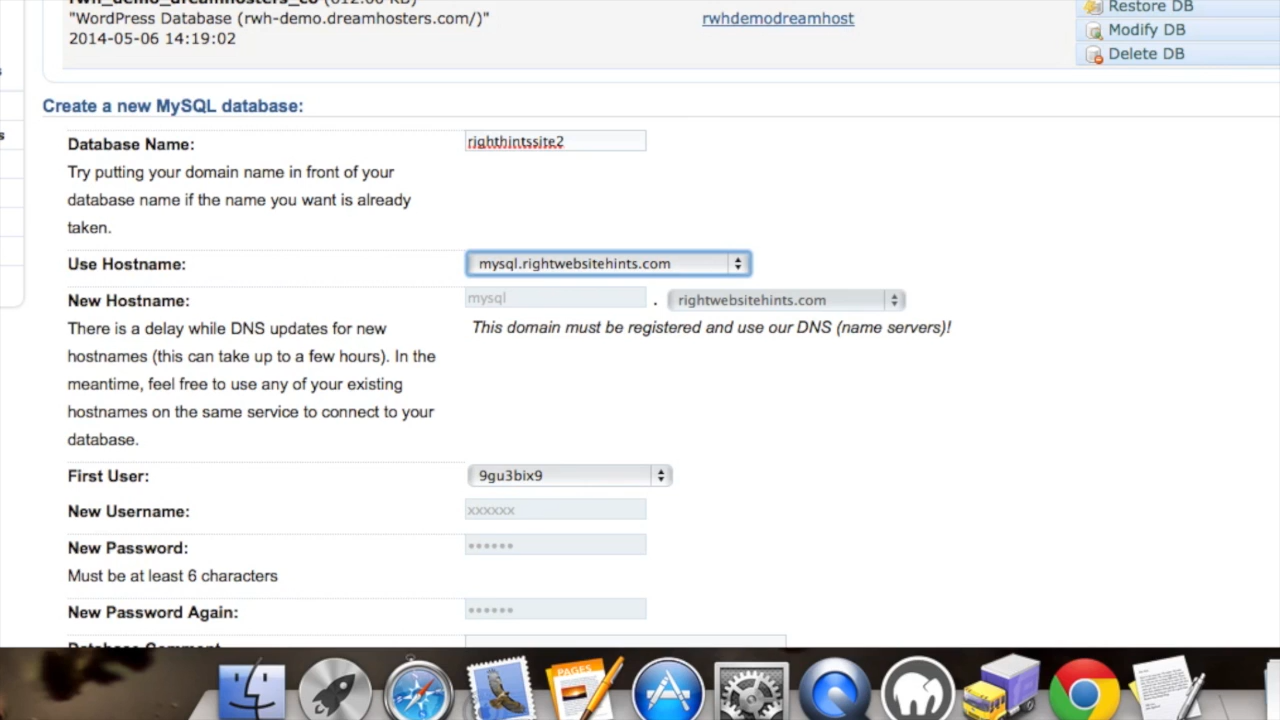 "WordPress Database (rwh-demo.dreamhosters.com/)"
rwhdemodreamhost
2014-05-06 14:19:02
Restore DB
Modify DB
Delete DB
Create a new MySQL database:
Database Name:
righthintssite2
Try putting your domain name in front of your
database name if the name you want is already
taken.
Use Hostname:
mysql.rightwebsitehints.com
New Hostname:
mysql . rightwebsitehints.com
There is a delay while DNS updates for new
This domain must be registered and use our DNS (name servers)!
hostnames (this can take up to a few hours). In the
meantime, feel free to use any of your existing
hostnames on the same service to connect to your
database.
First User:
9gu3bix9
New Username:
xxxxxx
New Password:
••••••
Must be at least 6 characters
New Password Again:
••••••
Database Comment
PAGES